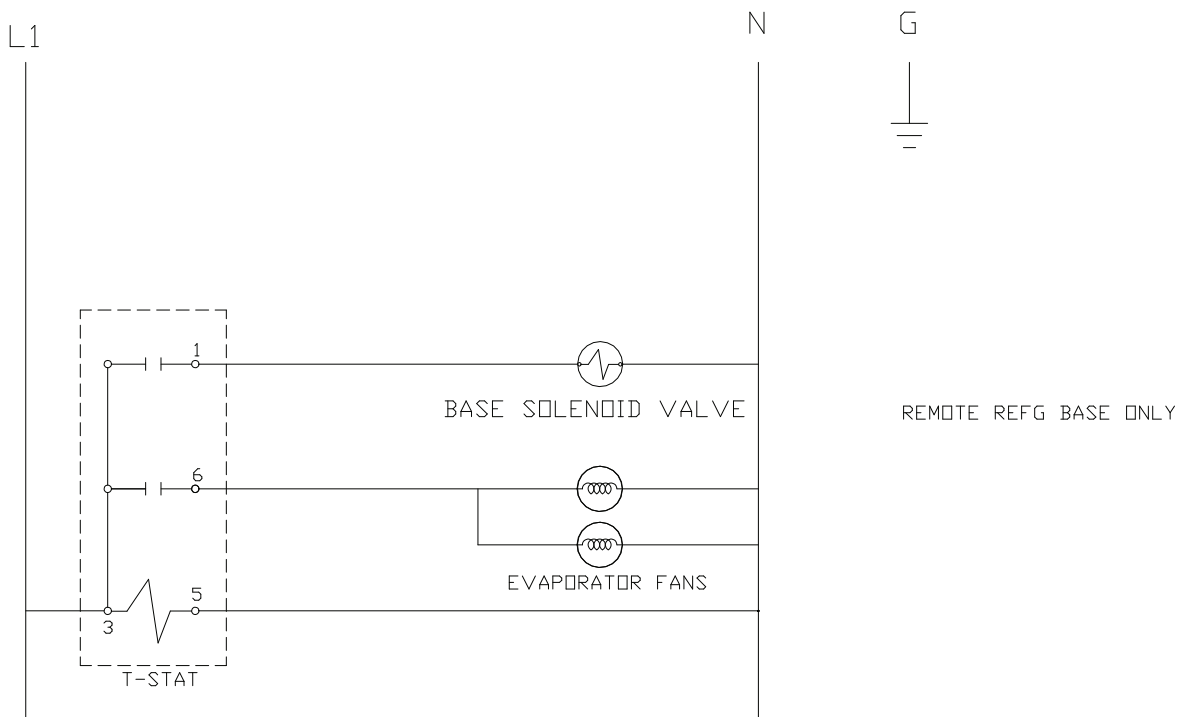 L1
N
G
1
BASE SOLENOID VALVE
REMOTE REFG BASE ONLY
6
EVAPORATOR FANS
5
3
T-STAT